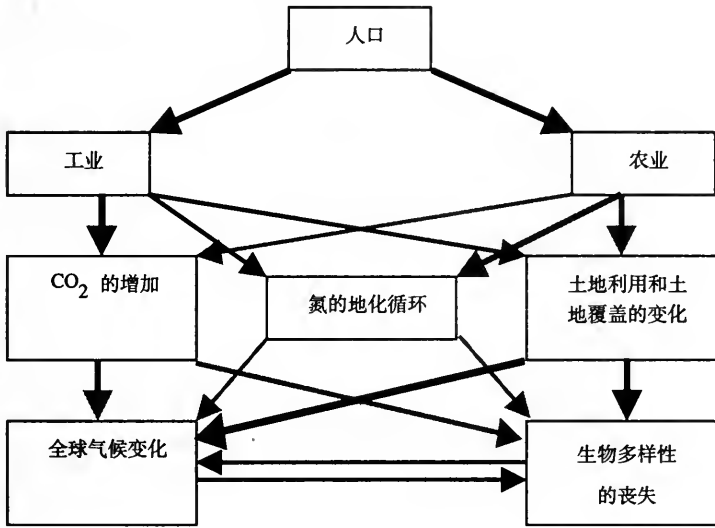 人口
工业
农业
CO2 的增加
氮的地化循环
土地利用和土
地覆盖的变化
全球气候变化
生物多样性
的丧失